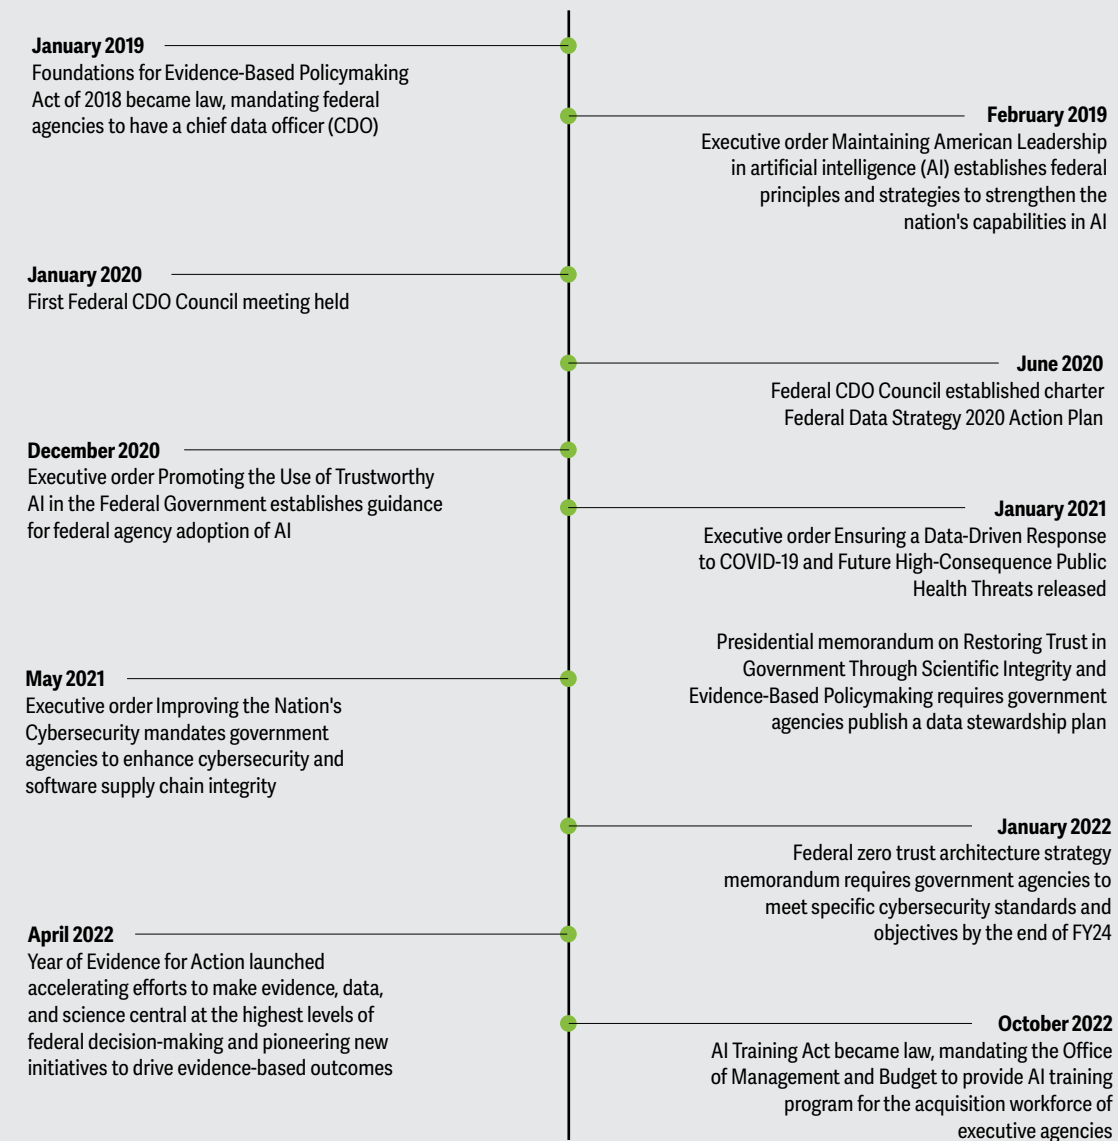 January 2019
Foundations for Evidence-Based Policymaking
Act of 2018 became law, mandating federal
agencies to have a chief data officer (CDO)
February 2019
Executive order Maintaining American Leadership
in artificial intelligence (AI) establishes federal
principles and strategies to strengthen the
nation's capabilities in AI
January 2020
First Federal CDO Council meeting held
June 2020
Federal CDO Council established charter
Federal Data Strategy 2020 Action Plan
December 2020
Executive order Promoting the Use of Trustworthy
AI in the Federal Government establishes guidance
for federal agency adoption of AI
January 2021
Executive order Ensuring a Data-Driven Response
to COVID-19 and Future High-Consequence Public
Health Threats released
Presidential memorandum on Restoring Trust in
Government Through Scientific Integrity and
Evidence-Based Policymaking requires government
agencies publish a data stewardship plan
May 2021
Executive order Improving the Nation's
Cybersecurity mandates government
agencies to enhance cybersecurity and
software supply chain integrity
January 2022
Federal zero trust architecture strategy
memorandum requires government agencies to
meet specific cybersecurity standards and
objectives by the end of FY24
April 2022
Year of Evidence for Action launched
accelerating efforts to make evidence, data,
and science central at the highest levels of
federal decision-making and pioneering new
initiatives to drive evidence-based outcomes
October 2022
AI Training Act became law, mandating the Office
of Management and Budget to provide AI training
program for the acquisition workforce of
executive agencies